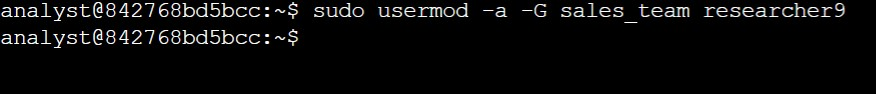 analyst@842768bd5bcc:~$ sudo usermod -a -G sales_team researcher9
analyst@842768bd5bcc:~$